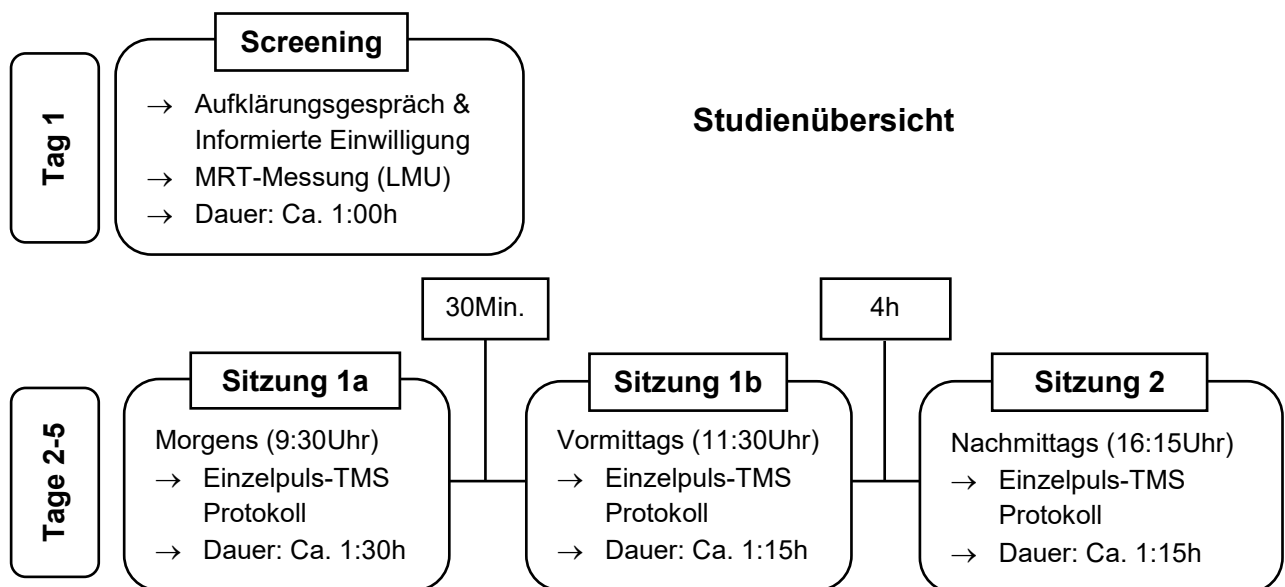 Screening
Tag 1
→ Aufklärungsgespräch &
Informierte Einwilligung
→ MRT-Messung (LMU)
→ Dauer: Ca. 1:00h
Studienübersicht
30Min.
4h
Tage 2-5
Sitzung 1a
Morgens (9:30Uhr)
→ Einzelpuls-TMS
Protokoll
→ Dauer: Ca. 1:30h
Sitzung 1b
Vormittags (11:30Uhr)
→ Einzelpuls-TMS
Protokoll
→ Dauer: Ca. 1:15h
Sitzung 2
Nachmittags (16:15Uhr)
→ Einzelpuls-TMS
Protokoll
→ Dauer: Ca. 1:15h